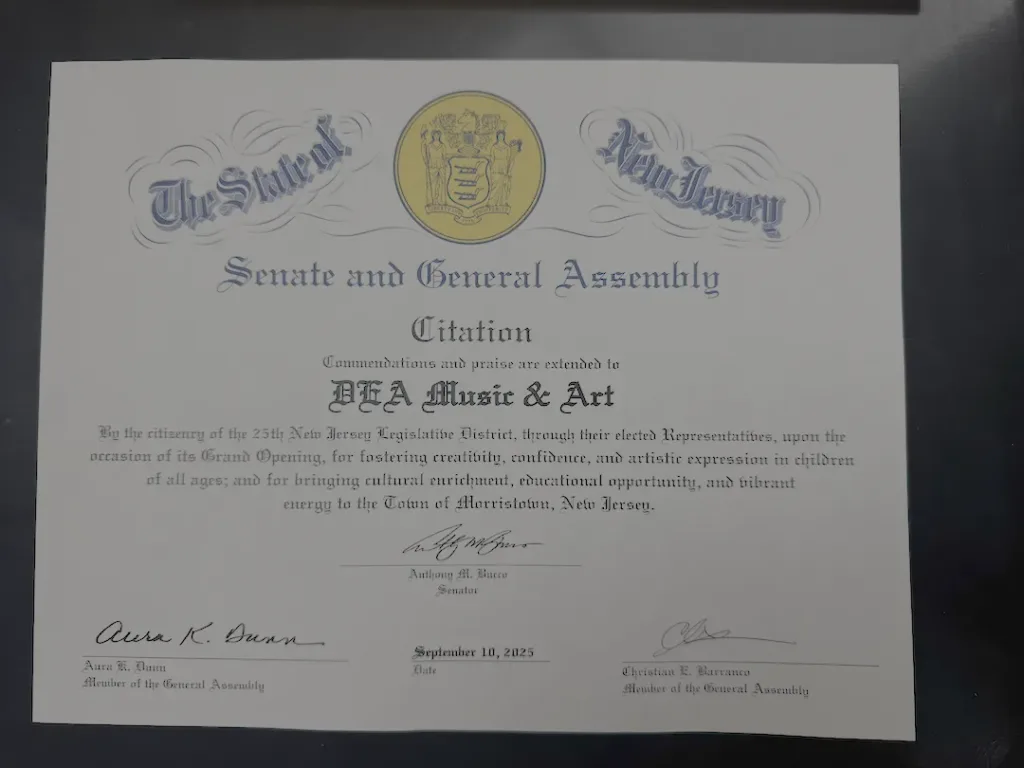 The State of New Jersey
Senate and General Assembly
Citation
Commendations and praise are extended to
DEA Music & Art
By the citizenry of the 25th New Jersey Legislative District, through their elected Representatives, upon the
occasion of its Grand Opening, for fostering creativity, confidence, and artistic expression in children
of all ages; and for bringing cultural enrichment, educational opportunity, and vibrant
energy to the Town of Morristown, New Jersey.
Anthony M. Bucco
Senator
Aura K. Dunn
Aura K. Dunn
Member of the General Assembly
September 10, 2025
Date
Christian E. Barranco
Member of the General Assembly